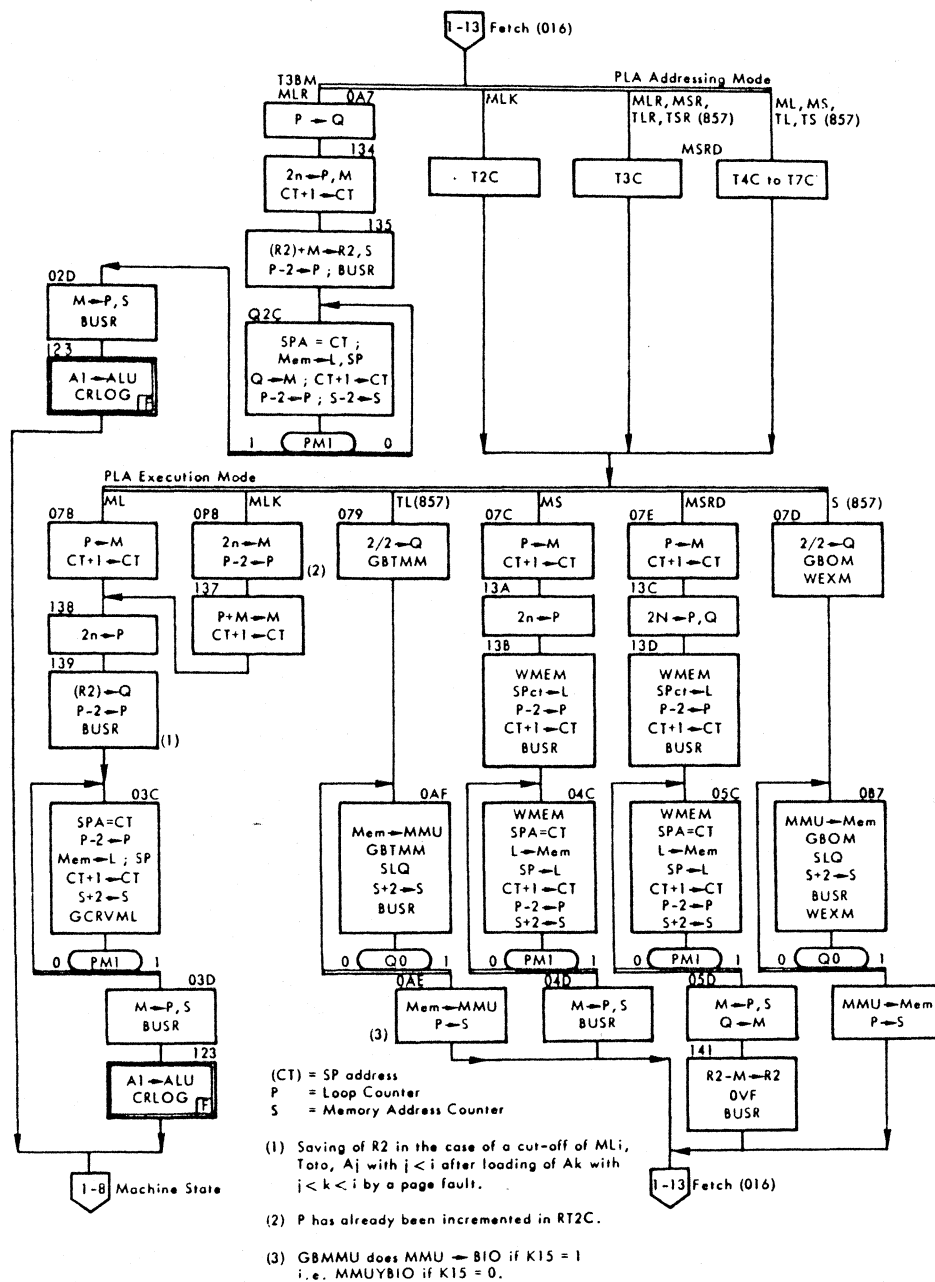 1-13 Fetch (016)
T3BM
MLR
0A7
PLA Addressing Mode
MLK
MLR, MSR,
TLR, TSR (857)
ML, MS,
TL, TS (857)
MSRD
P → Q
134
2n → P, M
CT+1 → CT
T2C
T3C
T4C to T7C
135
(R2)+M → R2, S
P-2 → P ; BUSR
02D
M → P, S
BUSR
Q2C
SPA = CT ;
Mem → L, SP
Q → M ; CT+1 → CT
P-2 → P ; S-2 → S
1 PM1 0
123
A1 → ALU
CRLOG
F
PLA Execution Mode
ML
MLK
TL(857)
MS
MSRD
S (857)
078
P → M
CT+1 → CT
0P8
2n → M
P-2 → P
(2)
079
2/2 → Q
GBTMM
07C
P → M
CT+1 → CT
07E
P → M
CT+1 → CT
07D
2/2 → Q
GBOM
WEXM
138
2n → P
137
P+M → M
CT+1 → CT
13A
2n → P
13C
2N → P, Q
139
(R2) → Q
P-2 → P
BUSR
(1)
13B
WMEM
SPct → L
P-2 → P
CT+1 → CT
BUSR
13D
WMEM
SPct → L
P-2 → P
CT+1 → CT
BUSR
03C
SPA=CT
P-2 → P
Mem → L ; SP
CT+1 → CT
S+2 → S
GCRVML
0 PM1 1
0AF
Mem → MMU
GBTMM
SLQ
S+2 → S
BUSR
0 Q0 1
04C
WMEM
SPA=CT
L → Mem
SP → L
CT+1 → CT
P-2 → P
S+2 → S
0 PM1 1
05C
WMEM
SPA=CT
L → Mem
SP → L
CT+1 → CT
P-2 → P
S+2 → S
0 PM1 1
0B7
MMU → Mem
GBOM
SLQ
S+2 → S
BUSR
WEXM
0 Q0 1
03D
M → P, S
BUSR
0AE
Mem → MMU
P → S
(3)
04D
M → P, S
BUSR
05D
M → P, S
Q → M
MMU → Mem
P → S
123
A1 → ALU
CRLOG
F
141
R2-M → R2
OVF
BUSR
(CT) = SP address
P = Loop Counter
S = Memory Address Counter
(1) Saving of R2 in the case of a cut-off of MLi,
Toto, Aj with j < i after loading of Ak with
j < k < i by a page fault.
1-8 Machine State
1-13 Fetch (016)
(2) P has already been incremented in RT2C.
(3) GBMMU does MMU → BIO if K15 = 1
i.e. MMUYBIO if K15 = 0.